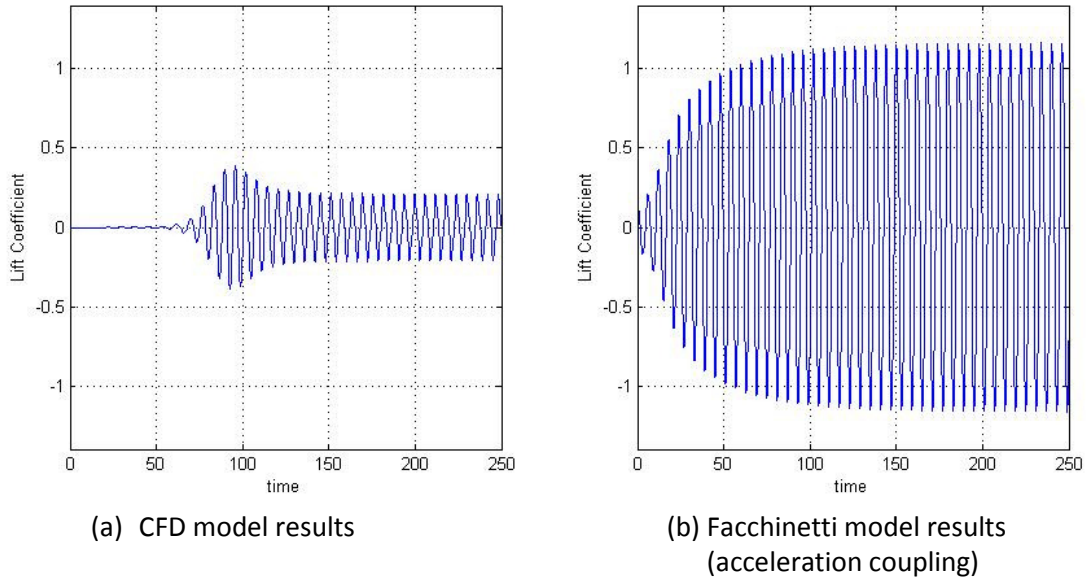 1
0.5
0
-0.5
-1
Lift Coefficient
0 50 100 150 200 250
time
(a) CFD model results
1
0.5
0
-0.5
-1
Lift Coefficient
0 50 100 150 200 250
time
(b) Facchinetti model results
(acceleration coupling)